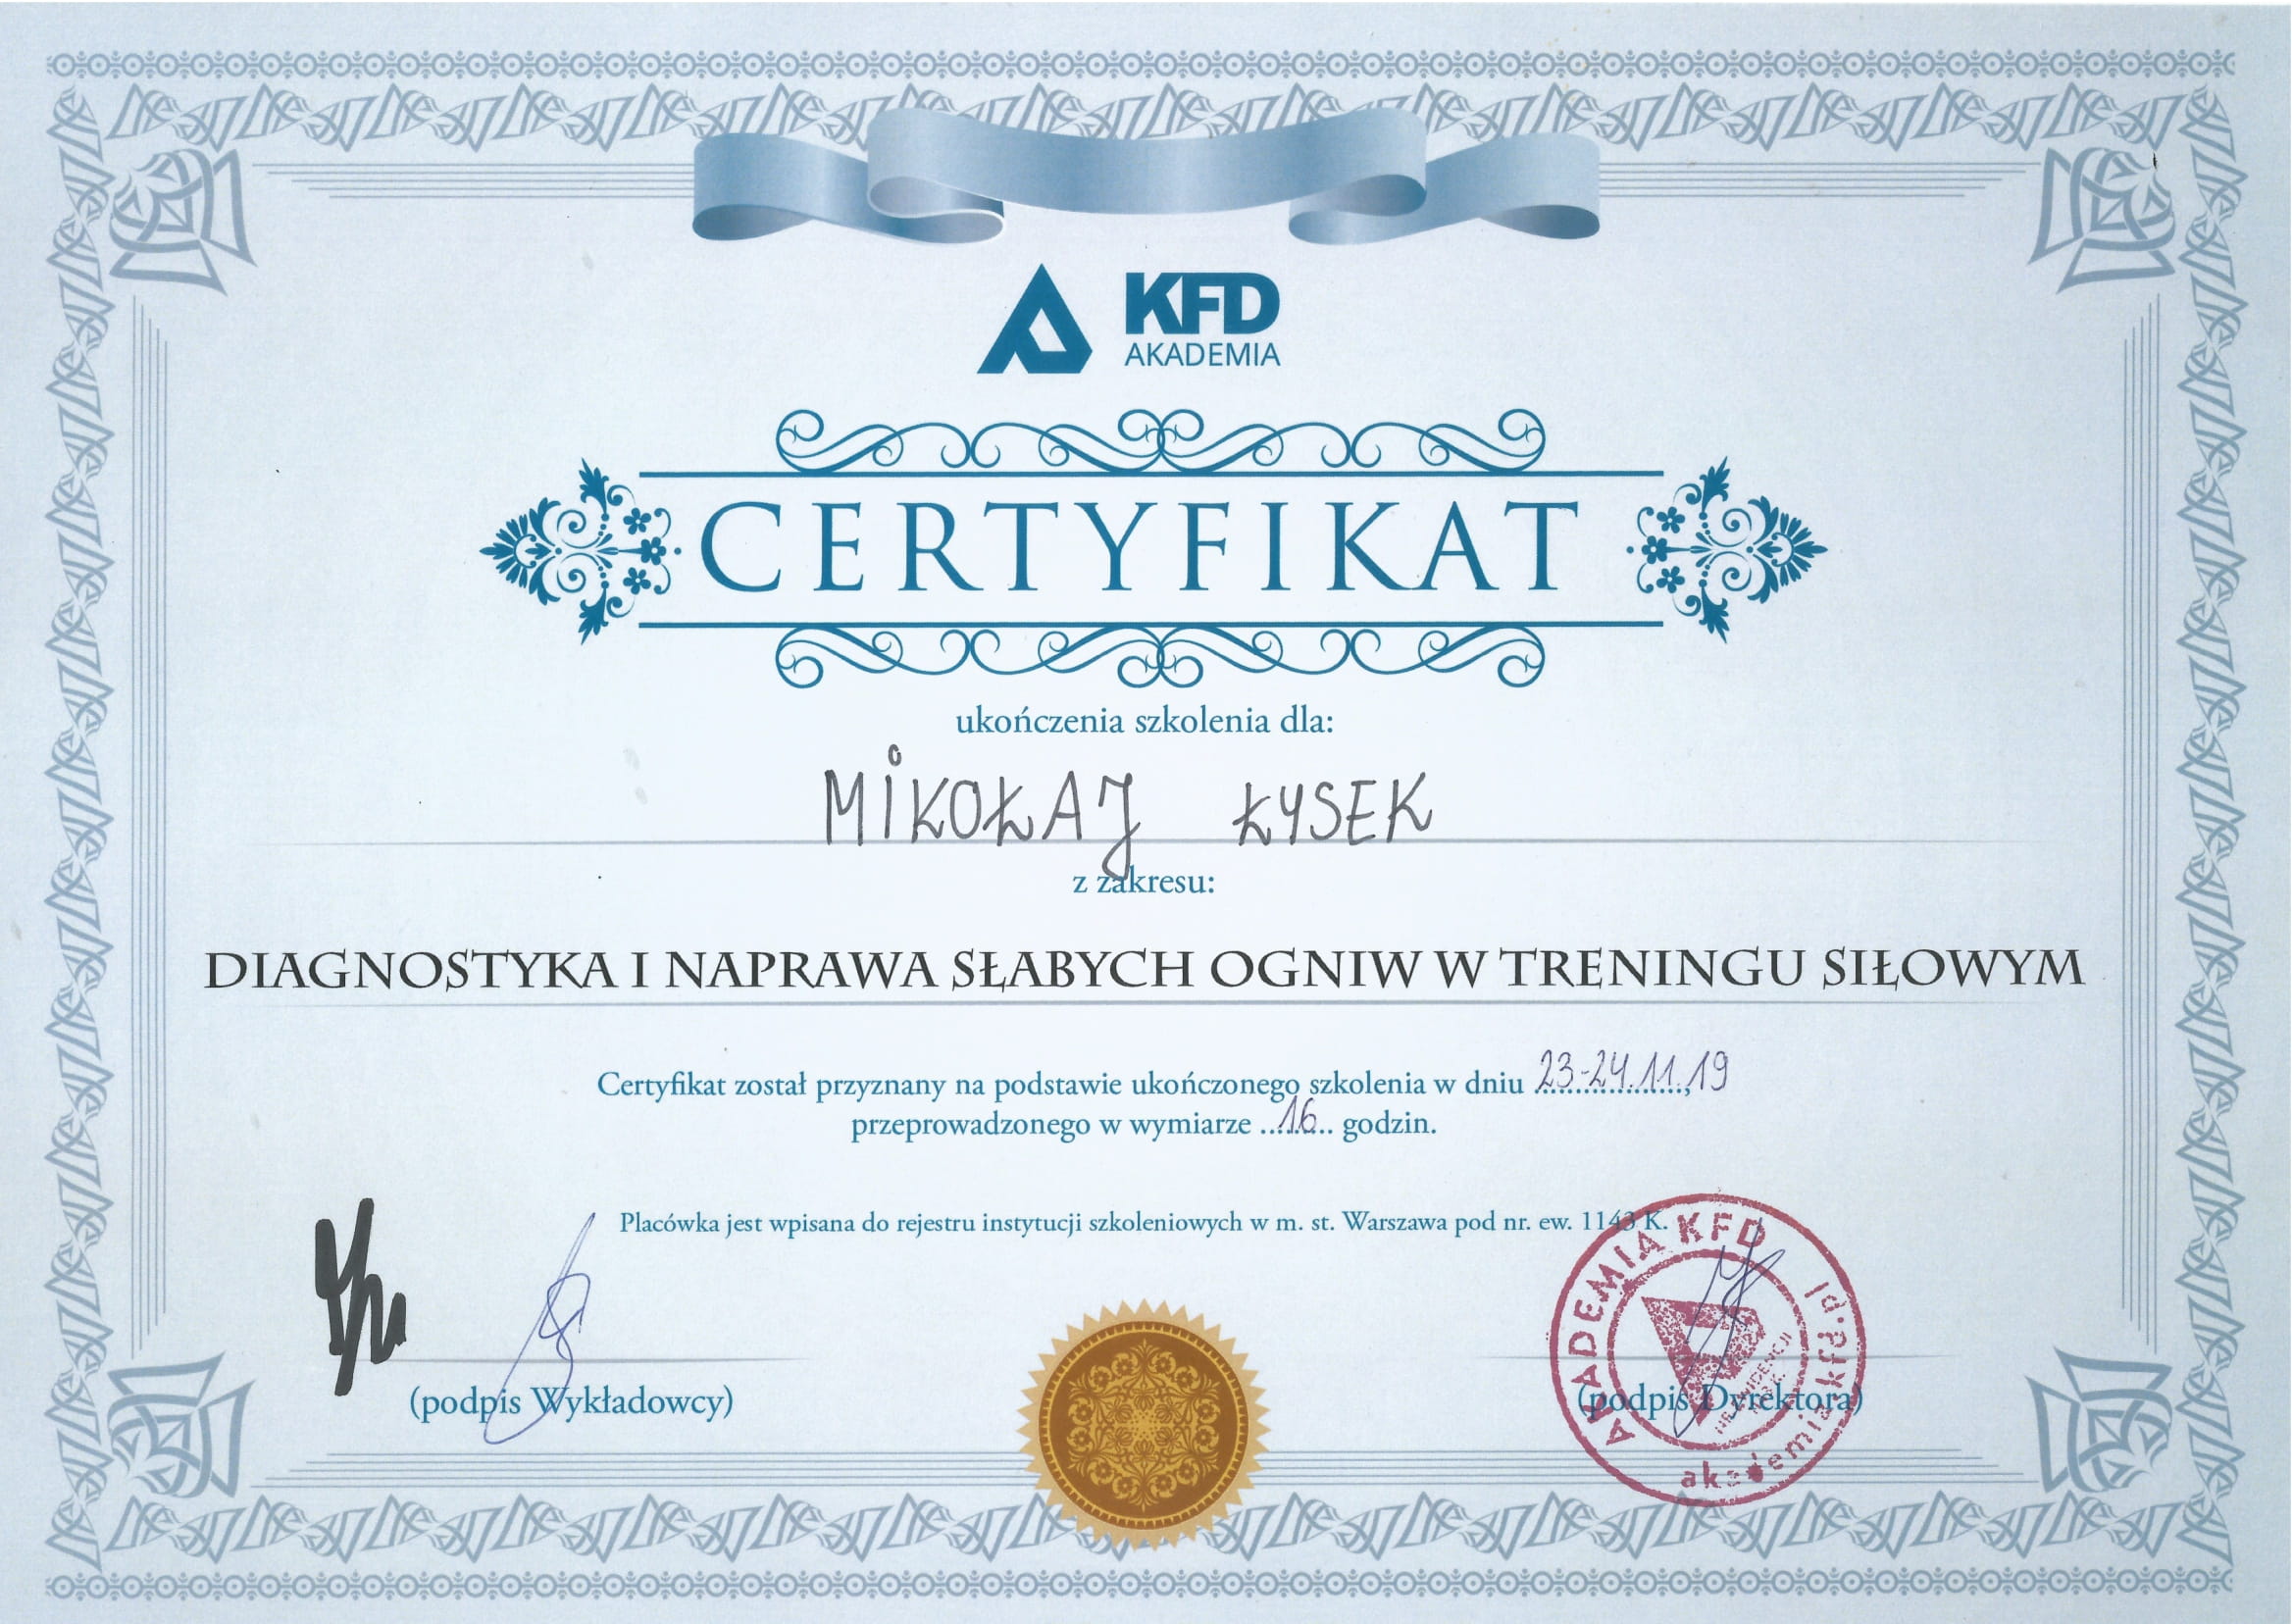 KFD
AKADEMIA
CERTYFIKAT
ukończenia szkolenia dla:
MIKOŁAJ ŁYSEK
z zakresu:
DIAGNOSTYKA I NAPRAWA SŁABYCH OGNIW W TRENINGU SIŁOWYM
Certyfikat został przyznany na podstawie ukończonego szkolenia w dniu 23-24.11.19
przeprowadzonego w wymiarze ...16... godzin.
Placówka jest wpisana do rejestru instytucji szkoleniowych w m. st. Warszawa pod nr. ew. 1143 K.
(podpis Wykładowcy)
(podpis Dyrektora)
AKADEMIA KFD
akademia.kfd.pl